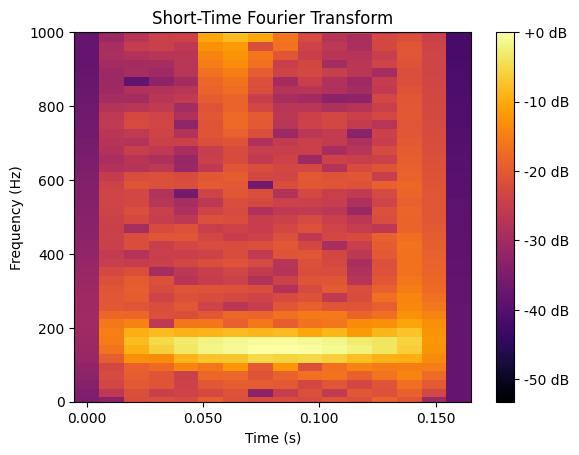 Short-Time Fourier Transform
1000
800
600
400
200
0
Frequency (Hz)
0.000
0.050
0.100
0.150
Time (s)
+0 dB
-10 dB
-20 dB
-30 dB
-40 dB
-50 dB